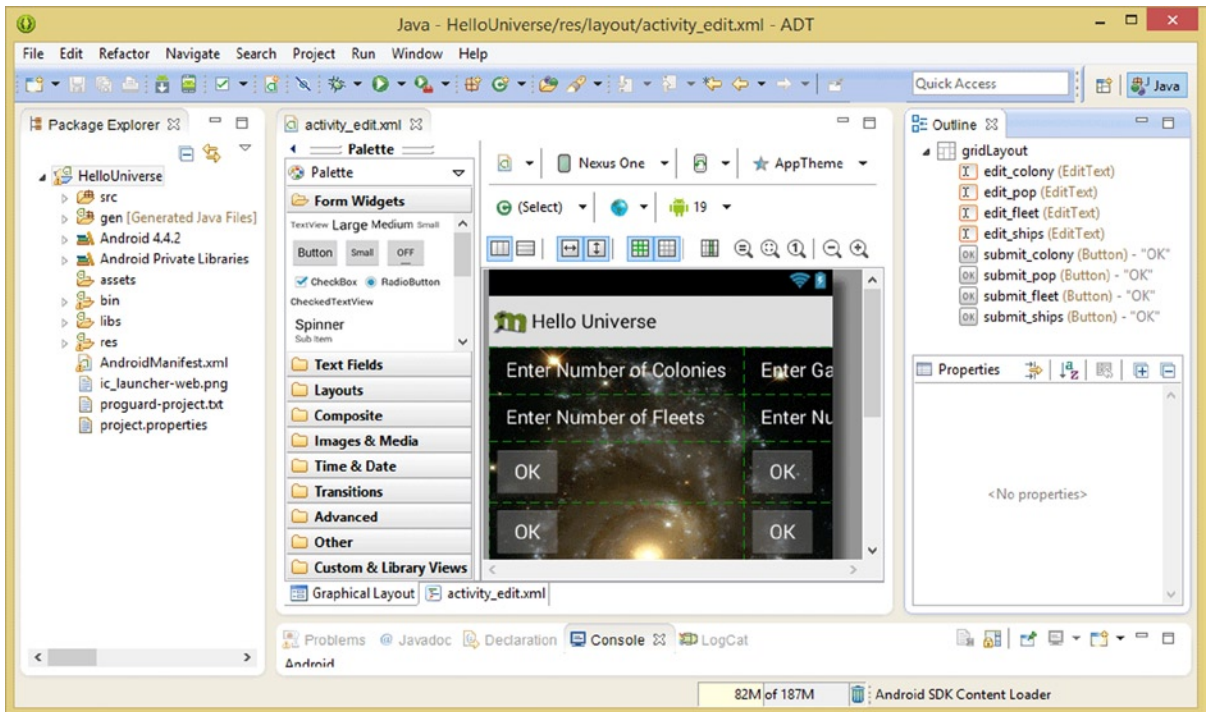 Java - HelloUniverse/res/layout/activity_edit.xml - ADT
File Edit Refactor Navigate Search Project Run Window Help
Quick Access
Java
Package Explorer
HelloUniverse
src
gen [Generated Java Files]
Android 4.4.2
Android Private Libraries
assets
bin
libs
res
AndroidManifest.xml
ic_launcher-web.png
proguard-project.txt
project.properties
activity_edit.xml
Palette
Palette
Form Widgets
TextView Large Medium Small
Button Small OFF
CheckBox RadioButton
CheckedTextView
Spinner
Sub Item
Text Fields
Layouts
Composite
Images & Media
Time & Date
Transitions
Advanced
Other
Custom & Library Views
Nexus One AppTheme
(Select) 19
Hello Universe
Enter Number of Colonies Enter Ga
Enter Number of Fleets Enter Nu
OK OK
OK OK
Graphical Layout activity_edit.xml
Outline
gridLayout
edit_colony (EditText)
edit_pop (EditText)
edit_fleet (EditText)
edit_ships (EditText)
OK submit_colony (Button) - "OK"
OK submit_pop (Button) - "OK"
OK submit_fleet (Button) - "OK"
OK submit_ships (Button) - "OK"
Properties
<No properties>
Problems @ Javadoc Declaration Console LogCat
Android
82M of 187M Android SDK Content Loader